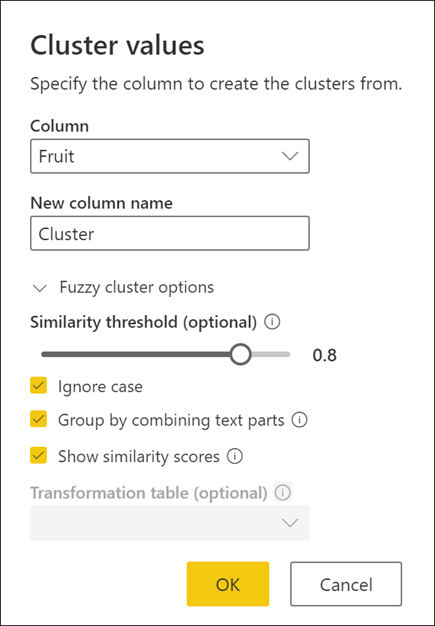 Cluster values
Specify the column to create the clusters from.
Column
Fruit
New column name
Cluster
Fuzzy cluster options
Similarity threshold (optional)
0.8
Ignore case
Group by combining text parts
Show similarity scores
Transformation table (optional)
OK
Cancel